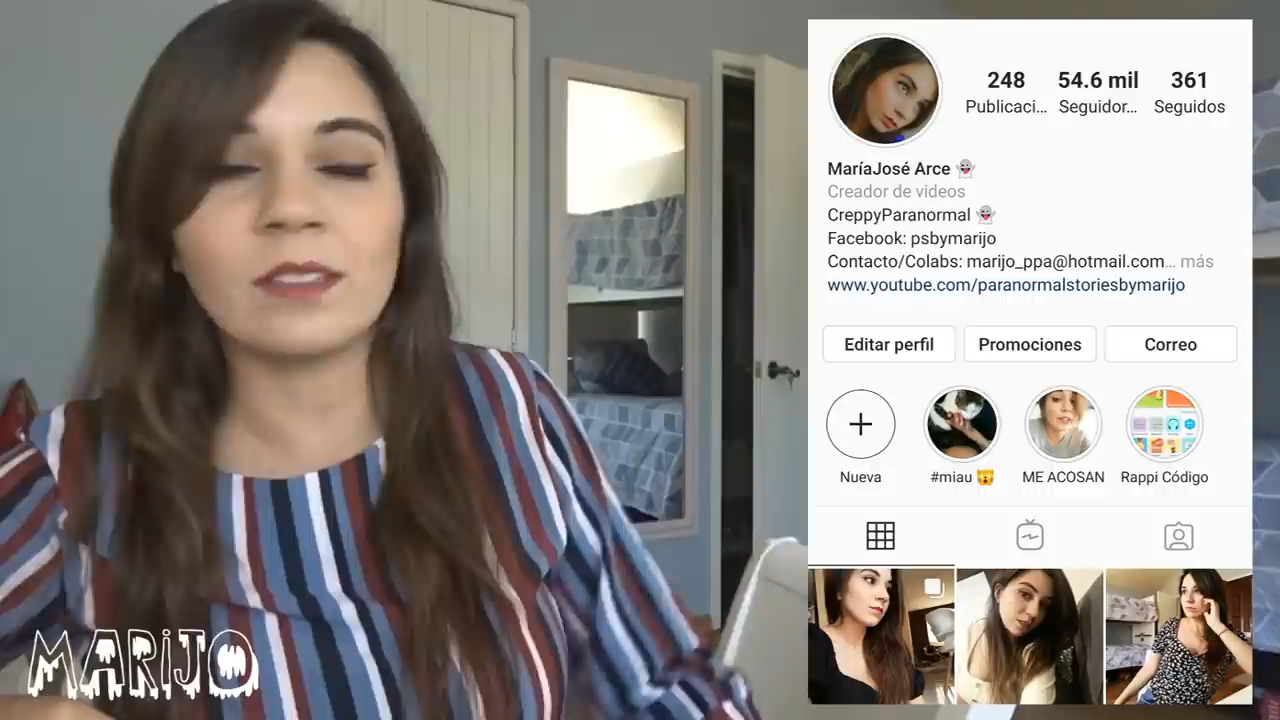 248 54.6 mil 361
Publicaci... Seguidor... Seguidos
MaríaJosé Arce 👻
Creador de videos
CreppyParanormal 👻
Facebook: psbymarijo
Contacto/Colabs: marijo_ppa@hotmail.com... más
www.youtube.com/paranormalstoriesbymarijo
Editar perfil Promociones Correo
Nueva #miau 🙀 ME ACOSAN Rappi Código
MARiJO